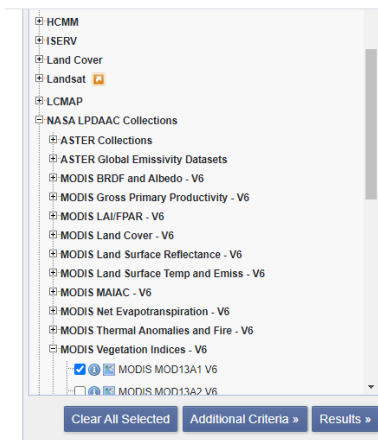 HCMM
ISERV
Land Cover
Landsat
LCMAP
NASA LPDAAC Collections
ASTER Collections
ASTER Global Emissivity Datasets
MODIS BRDF and Albedo - V6
MODIS Gross Primary Productivity - V6
MODIS LAI/FPAR - V6
MODIS Land Cover - V6
MODIS Land Surface Reflectance - V6
MODIS Land Surface Temp and Emiss - V6
MODIS MAIAC - V6
MODIS Net Evapotranspiration - V6
MODIS Thermal Anomalies and Fire - V6
MODIS Vegetation Indices - V6
MODIS MOD13A1 V6
MODIS MOD13A2 V6
Clear All Selected Additional Criteria » Results »